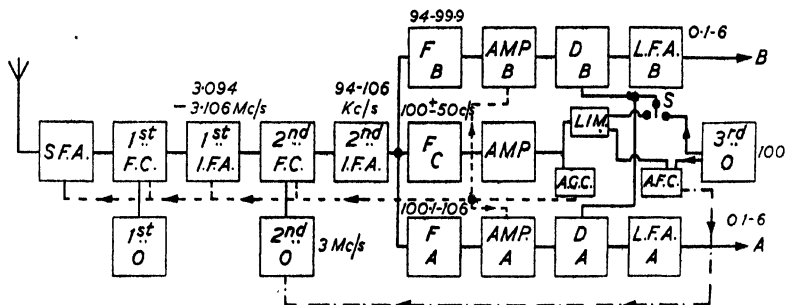 94-99.9
F B
AMP. B
D B
L.F.A. B
0.1-6
B
3.094
-3.106 Mc/s
94-106
Kc/s
100±50c/s
S
S.F.A.
1st F.C.
1st I.F.A.
2nd F.C.
2nd I.F.A.
F C
AMP
LIM.
3rd O
100
A.G.C.
A.F.C.
100.1-106
0.1-6
1st O
2nd O
3 Mc/s
F A
AMP. A
D A
L.F.A. A
A